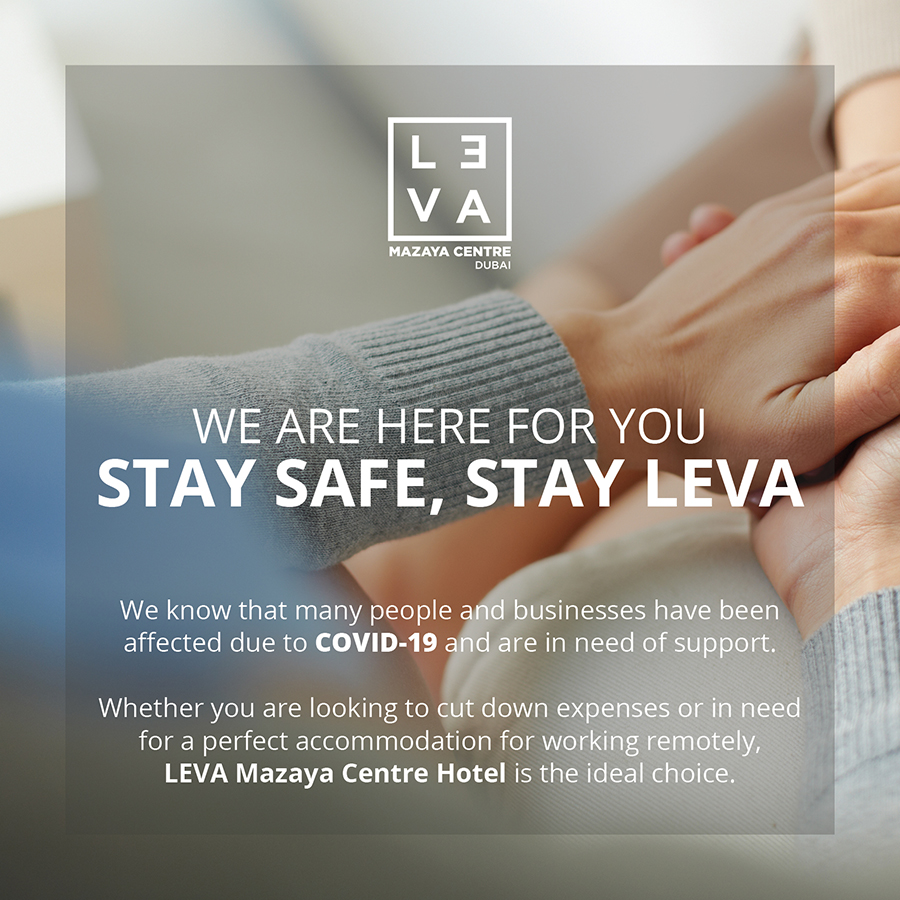 LE
VA
MAZAYA CENTRE
DUBAI
WE ARE HERE FOR YOU
STAY SAFE, STAY LEVA
We know that many people and businesses have been
affected due to COVID-19 and are in need of support.
Whether you are looking to cut down expenses or in need
for a perfect accommodation for working remotely,
LEVA Mazaya Centre Hotel is the ideal choice.